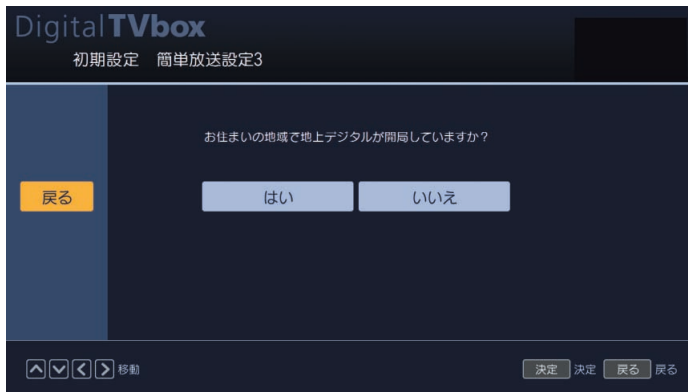 DigitalTVbox
初期設定　簡単放送設定3
お住まいの地域で地上デジタルが開局していますか？
戻る　はい　いいえ
移動　決定　決定　戻る　戻る